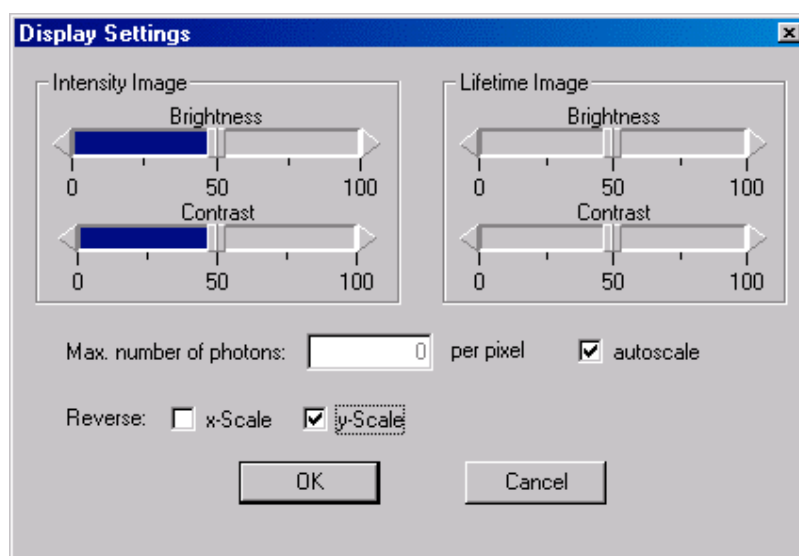 Display Settings
Intensity Image
Brightness
0 50 100
Contrast
0 50 100
Lifetime Image
Brightness
0 50 100
Contrast
0 50 100
Max. number of photons: 0 per pixel autoscale
Reverse: x-Scale y-Scale
OK Cancel